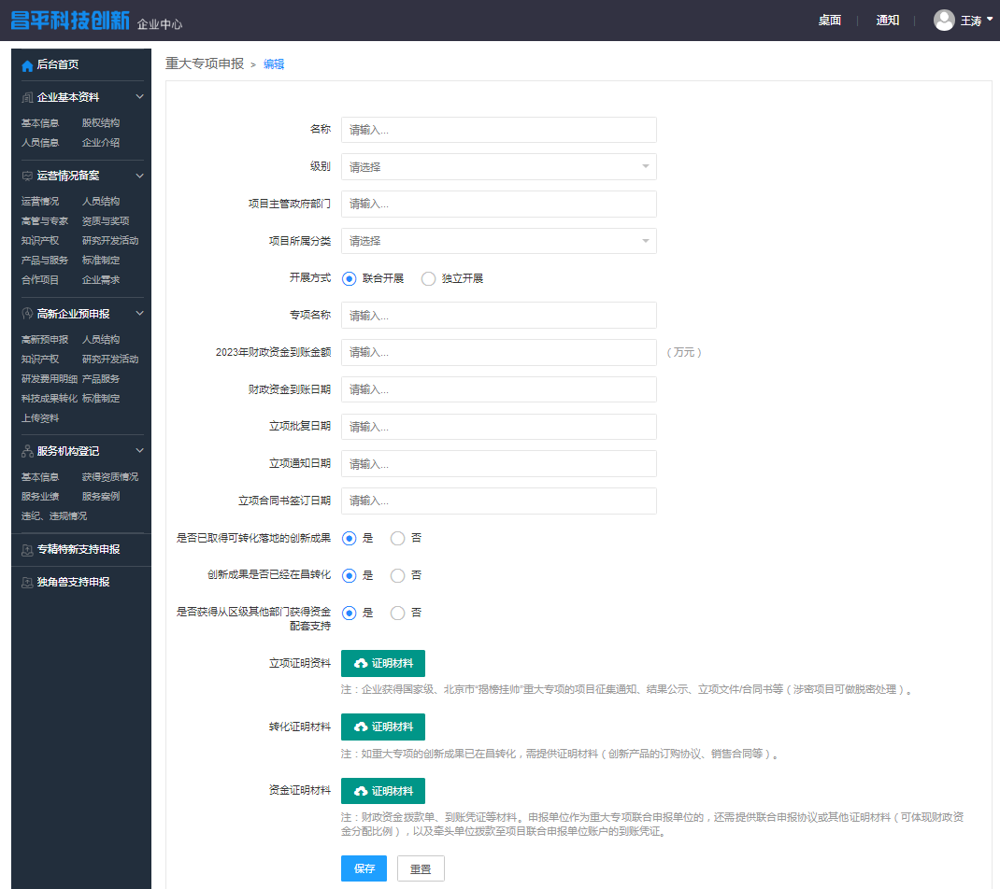 昌平科技创新 企业中心
桌面 | 通知 | 王涛
后台首页
企业基本资料
基本信息 股权结构
人员信息 企业介绍
运营情况备案
运营情况 人员结构
高管与专家 资质与奖项
知识产权 研究开发活动
产品与服务 标准制定
合作项目 企业需求
高新企业预申报
高新预申报 人员结构
知识产权 研究开发活动
研发费用明细 产品服务
科技成果转化 标准制定
上传资料
服务机构登记
基本信息 获得资质情况
服务业绩 服务案例
违纪、违规情况
专精特新支持申报
独角兽支持申报
重大专项申报 > 编辑
名称 请输入...
级别 请选择
项目主管政府部门 请输入...
项目所属分类 请选择
开展方式 联合开展 独立开展
专项名称 请输入...
2023年财政资金到账金额 请输入... （万元）
财政资金到账日期 请输入...
立项批复日期 请输入...
立项通知日期 请输入...
立项合同书签订日期 请输入...
是否已取得可转化落地的创新成果 是 否
创新成果是否已经在昌转化 是 否
是否获得从区级其他部门获得资金 是 否
配套支持
立项证明资料 证明材料
注：企业获得国家级、北京市“揭榜挂帅”重大专项的项目征集通知、结果公示、立项文件/合同书等（涉密项目可做脱密处理）。
转化证明材料 证明材料
注：如重大专项的创新成果已在昌转化，需提供证明材料（创新产品的订购协议、销售合同等）。
资金证明材料 证明材料
注：财政资金拨款单、到账凭证等材料。申报单位作为重大专项联合申报单位的，还需提供联合申报协议或其他证明材料（可体现财政资
金分配比例），以及牵头单位拨款至项目联合申报单位账户的到账凭证。
保存 重置